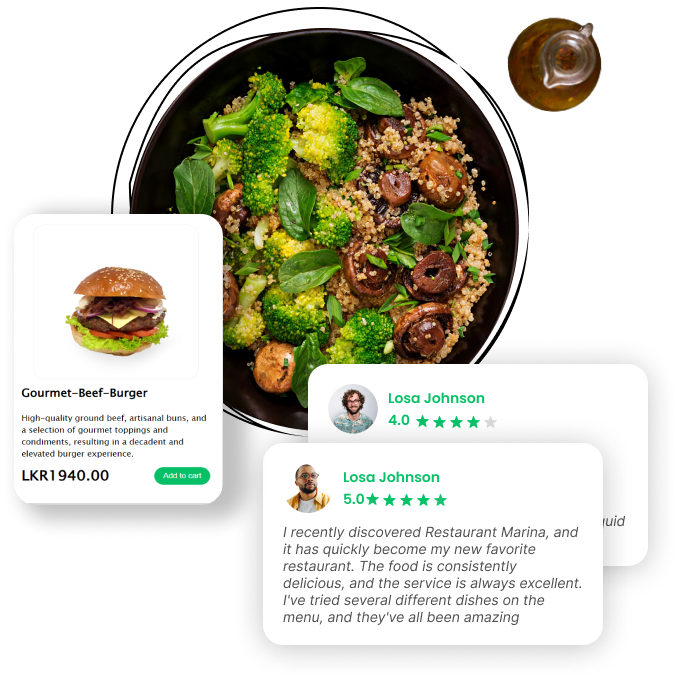 Gourmet-Beef-Burger
High-quality ground beef, artisanal buns, and
a selection of gourmet toppings and
condiments, resulting in a decadent and
elevated burger experience.
LKR1940.00
Add to cart
Losa Johnson
4.0
Losa Johnson
5.0
I recently discovered Restaurant Marina, and
it has quickly become my new favorite
restaurant. The food is consistently
delicious, and the service is always excellent.
I've tried several different dishes on the
menu, and they've all been amazing